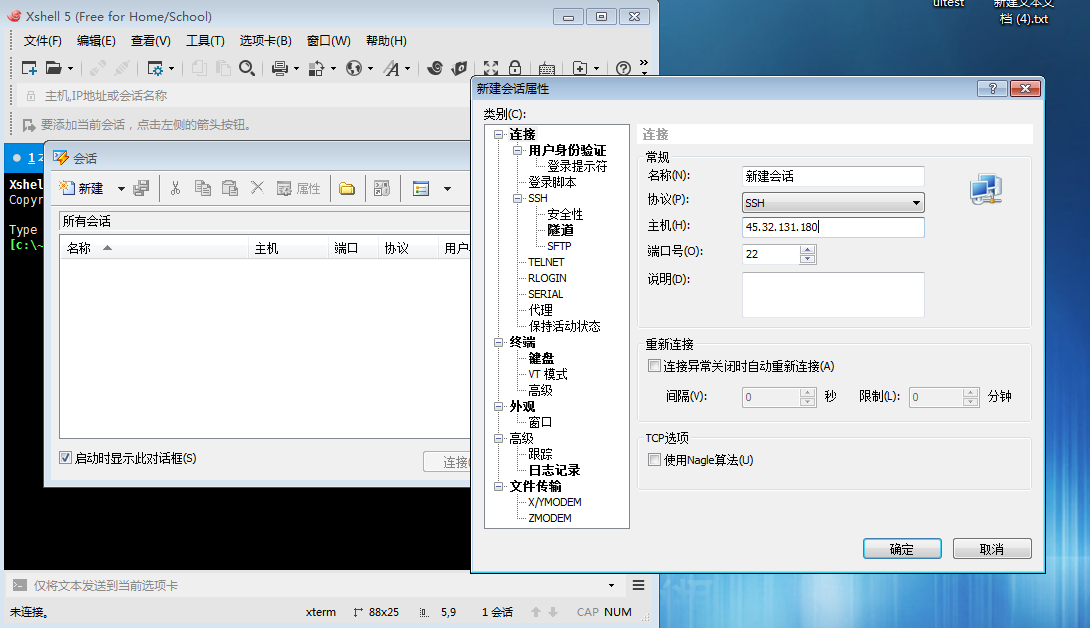 Xshell 5 (Free for Home/School)
文件(F) 编辑(E) 查看(V) 工具(T) 选项卡(B) 窗口(W) 帮助(H)
主机,IP地址或会话名称
要添加当前会话，点击左侧的箭头按钮。
1
Xshel
Copyr
Type
[c:\~
会话
新建 属性
所有会话
名称 主机 端口 协议 用户
启动时显示此对话框(S)
连接
仅将文本发送到当前选项卡
未连接。 xterm 88x25 5,9 1 会话 CAP NUM
新建会话属性
类别(C):
连接
用户身份验证
登录提示符
登录脚本
SSH
安全性
隧道
SFTP
TELNET
RLOGIN
SERIAL
代理
保持活动状态
终端
键盘
VT 模式
高级
外观
窗口
高级
跟踪
日志记录
文件传输
X/YMODEM
ZMODEM
连接
常规
名称(N): 新建会话
协议(P): SSH
主机(H): 45.32.131.180
端口号(O): 22
说明(D):
重新连接
连接异常关闭时自动重新连接(A)
间隔(V): 0 秒 限制(L): 0 分钟
TCP选项
使用Nagle算法(U)
确定 取消
ultest
新建文本文
档 (4).txt